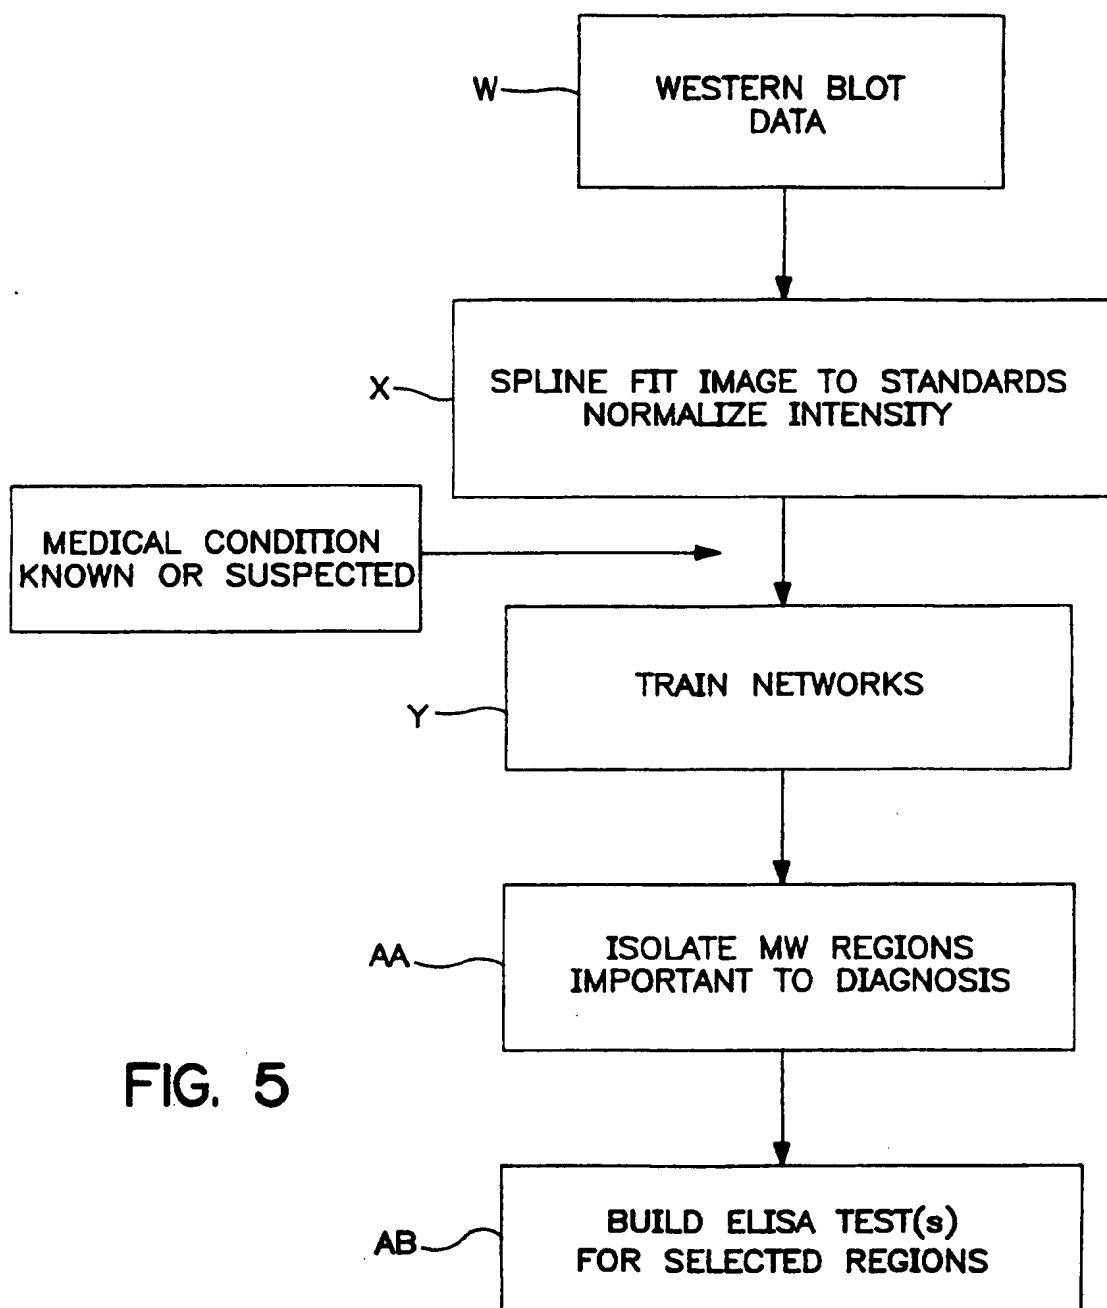 W
WESTERN BLOT
DATA
X
SPLINE FIT IMAGE TO STANDARDS
NORMALIZE INTENSITY
MEDICAL CONDITION
KNOWN OR SUSPECTED
TRAIN NETWORKS
Y
AA
ISOLATE MW REGIONS
IMPORTANT TO DIAGNOSIS
FIG. 5
AB
BUILD ELISA TEST(s)
FOR SELECTED REGIONS